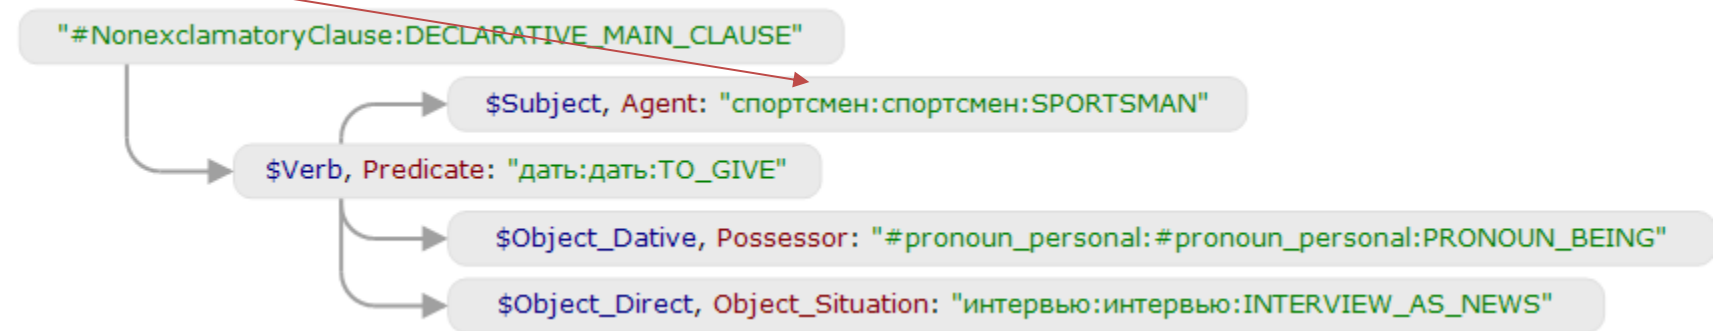 "#NonexclamatoryClause:DECLARATIVE_MAIN_CLAUSE"
$Subject, Agent: "спортсмен:спортсмен:SPORTSMAN"
$Verb, Predicate: "дать:дать:TO_GIVE"
$Object_Dative, Possessor: "#pronoun_personal:#pronoun_personal:PRONOUN_BEING"
$Object_Direct, Object_Situation: "интервью:интервью:INTERVIEW_AS_NEWS"